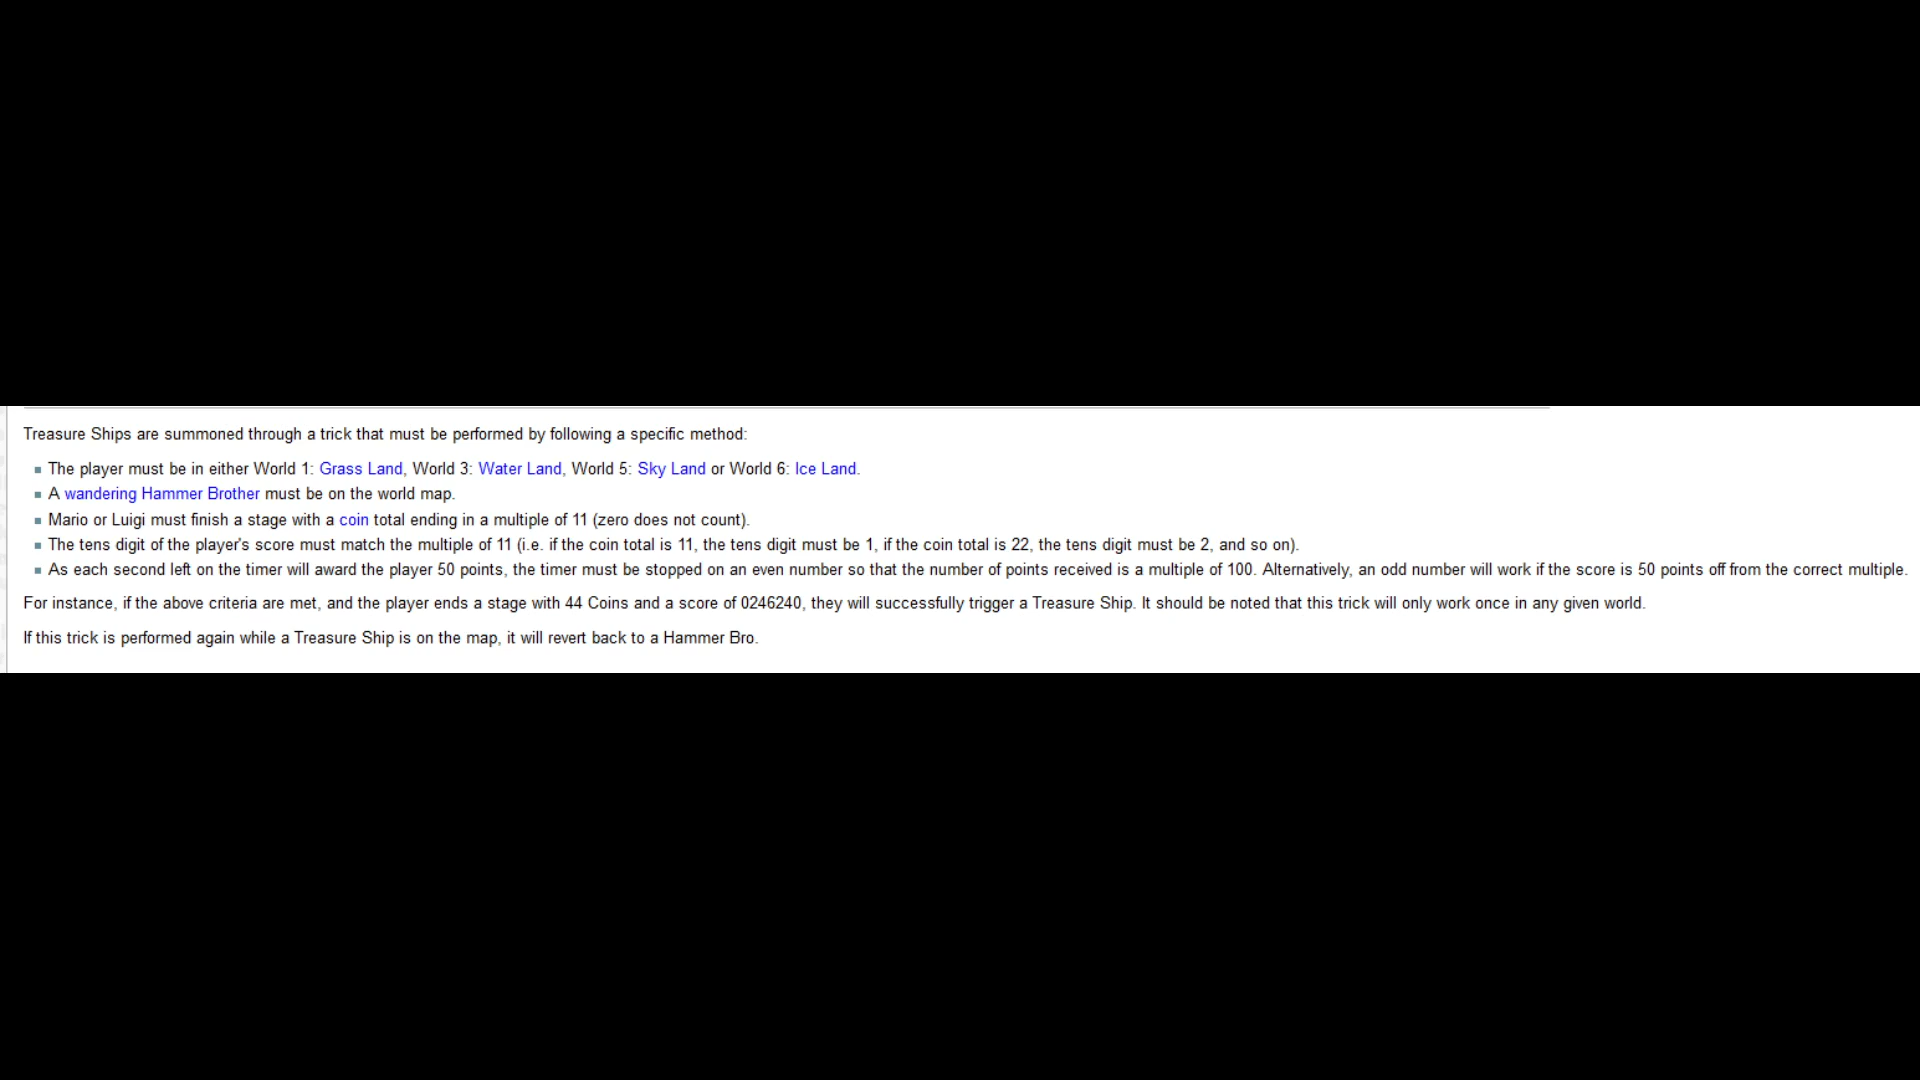 Treasure Ships are summoned through a trick that must be performed by following a specific method:
The player must be in either World 1: Grass Land, World 3: Water Land, World 5: Sky Land or World 6: Ice Land.
A wandering Hammer Brother must be on the world map.
Mario or Luigi must finish a stage with a coin total ending in a multiple of 11 (zero does not count).
The tens digit of the player's score must match the multiple of 11 (i.e. if the coin total is 11, the tens digit must be 1, if the coin total is 22, the tens digit must be 2, and so on).
As each second left on the timer will award the player 50 points, the timer must be stopped on an even number so that the number of points received is a multiple of 100. Alternatively, an odd number will work if the score is 50 points off from the correct multiple.
For instance, if the above criteria are met, and the player ends a stage with 44 Coins and a score of 0246240, they will successfully trigger a Treasure Ship. It should be noted that this trick will only work once in any given world.
If this trick is performed again while a Treasure Ship is on the map, it will revert back to a Hammer Bro.